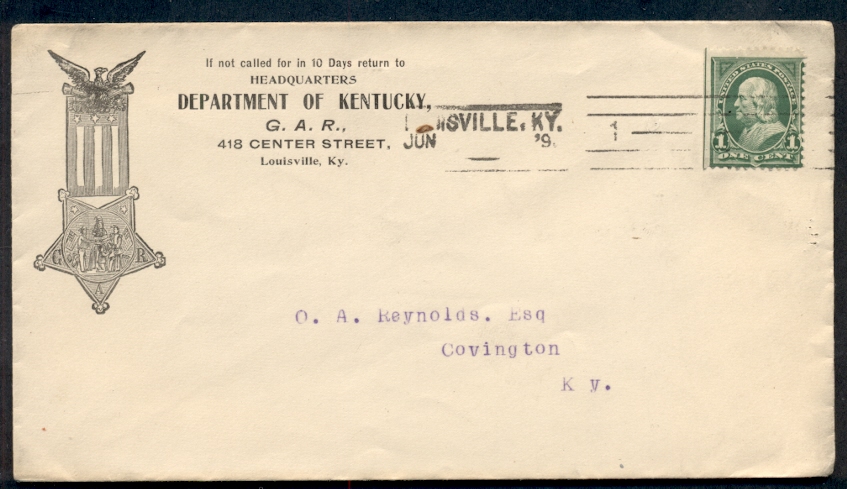 If not called for in 10 Days return to
HEADQUARTERS
DEPARTMENT OF KENTUCKY,
G. A. R.,
418 CENTER STREET,
Louisville, Ky.
KY.
JUN '9
UNITED STATES POSTAGE
1 ONE CENT 1
G A R
O. A. Reynolds. Esq
Covington
Ky.